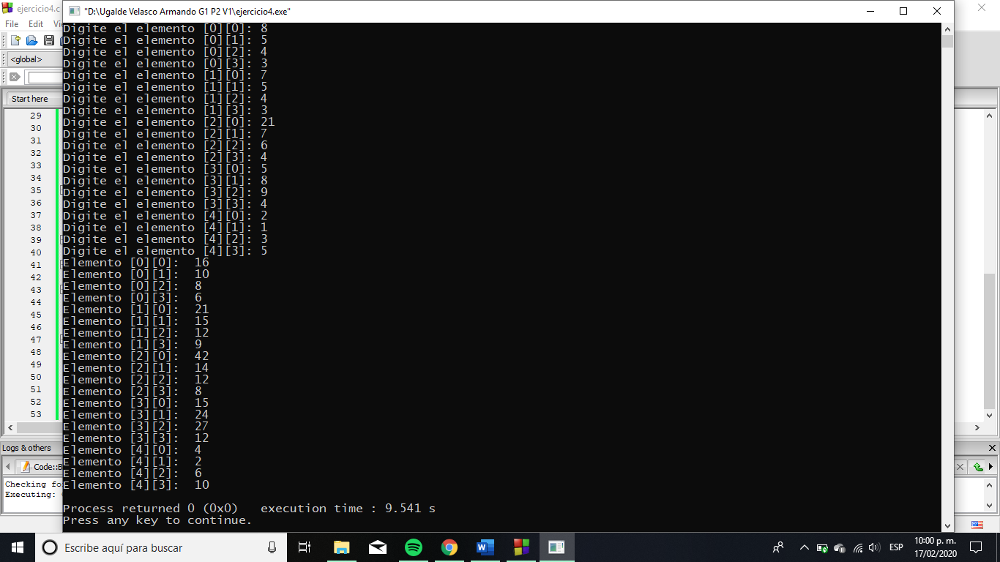 ejercicio4.c
"D:\Ugalde Velasco Armando G1 P2 V1\ejercicio4.exe"
File Edit
<global>
Start here
29
30
31
32
33
34
35
36
37
38
39
40
41
42
43
44
45
46
47
48
49
50
51
52
53
Digite el elemento [0][0]: 8
Digite el elemento [0][1]: 5
Digite el elemento [0][2]: 4
Digite el elemento [0][3]: 3
Digite el elemento [1][0]: 7
Digite el elemento [1][1]: 5
Digite el elemento [1][2]: 4
Digite el elemento [1][3]: 3
Digite el elemento [2][0]: 21
Digite el elemento [2][1]: 7
Digite el elemento [2][2]: 6
Digite el elemento [2][3]: 4
Digite el elemento [3][0]: 5
Digite el elemento [3][1]: 8
Digite el elemento [3][2]: 9
Digite el elemento [3][3]: 4
Digite el elemento [4][0]: 2
Digite el elemento [4][1]: 1
Digite el elemento [4][2]: 3
Digite el elemento [4][3]: 5
Elemento [0][0]:  16
Elemento [0][1]:  10
Elemento [0][2]:  8
Elemento [0][3]:  6
Elemento [1][0]:  21
Elemento [1][1]:  15
Elemento [1][2]:  12
Elemento [1][3]:  9
Elemento [2][0]:  42
Elemento [2][1]:  14
Elemento [2][2]:  12
Elemento [2][3]:  8
Elemento [3][0]:  15
Elemento [3][1]:  24
Elemento [3][2]:  27
Elemento [3][3]:  12
Elemento [4][0]:  4
Elemento [4][1]:  2
Elemento [4][2]:  6
Elemento [4][3]:  10
Process returned 0 (0x0)   execution time : 9.541 s
Press any key to continue.
Logs & others
Code::B
Checking fo
Executing:
Escribe aquí para buscar
ESP
10:00 p. m.
17/02/2020